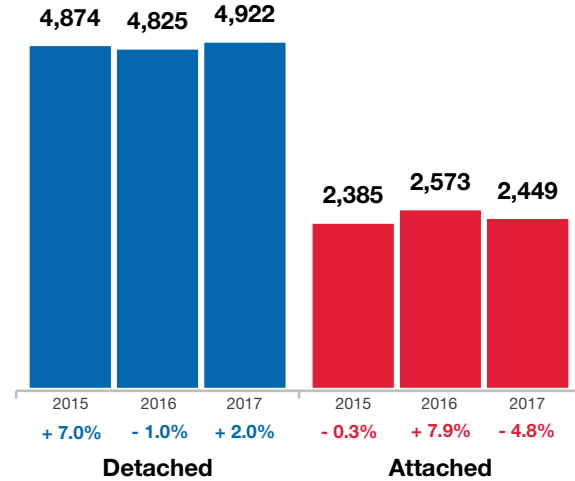 4,874 4,825 4,922
2,385 2,573 2,449
2015 2016 2017 2015 2016 2017
+ 7.0% - 1.0% + 2.0% - 0.3% + 7.9% - 4.8%
Detached Attached